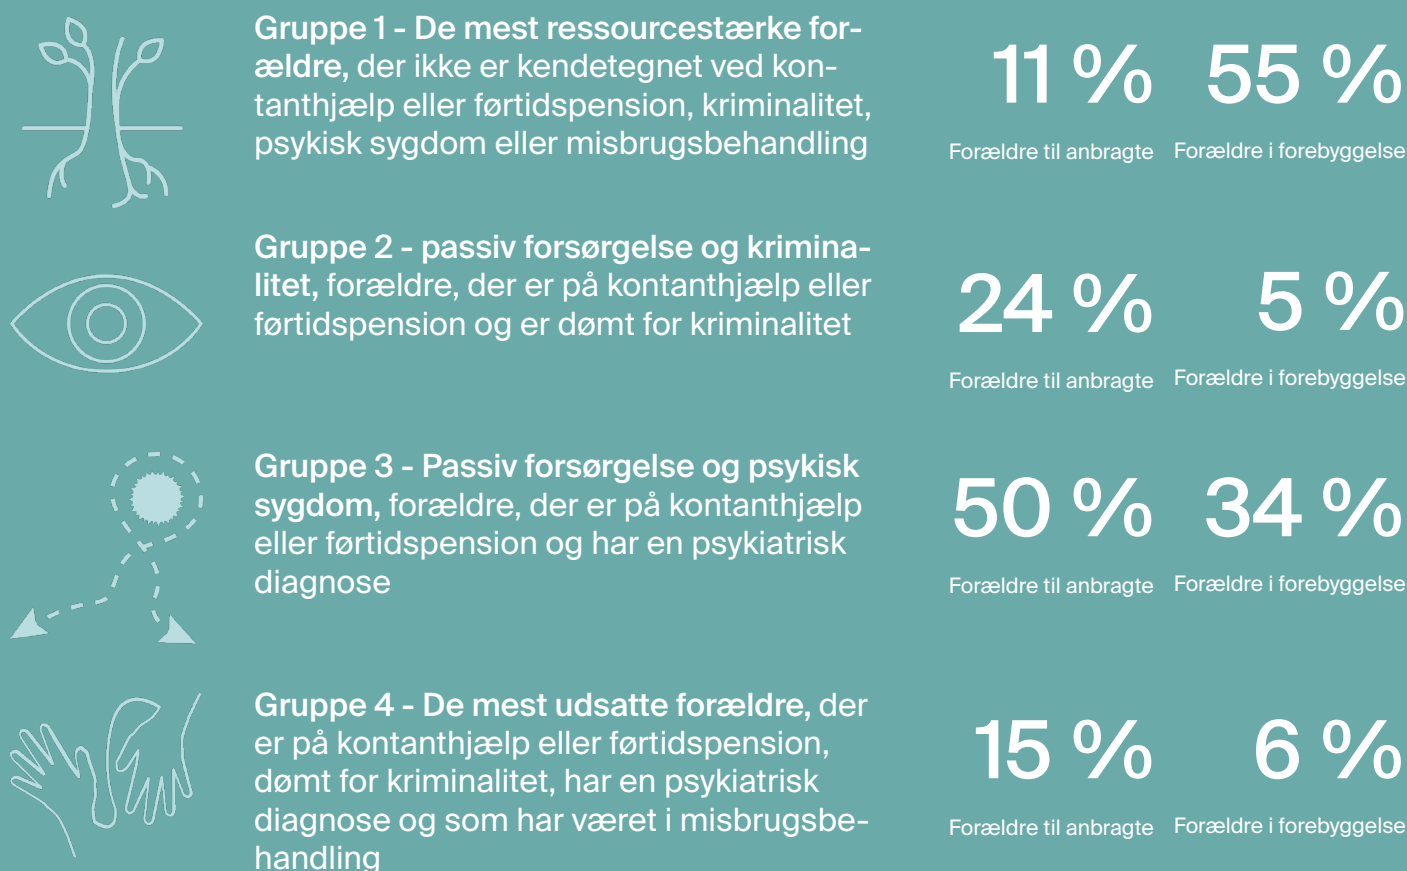 Gruppe 1 - De mest ressourcestærke for-
ældre, der ikke er kendetegnet ved kon-
tanthjælp eller førtidspension, kriminalitet,
psykisk sygdom eller misbrugsbehandling
11 % 55 %
Forældre til anbragte Forældre i forebyggelse
Gruppe 2 - passiv forsørgelse og krimina-
litet, forældre, der er på kontanthjælp eller
førtidspension og er dømt for kriminalitet
24 % 5 %
Forældre til anbragte Forældre i forebyggelse
Gruppe 3 - Passiv forsørgelse og psykisk
sygdom, forældre, der er på kontanthjælp
eller førtidspension og har en psykiatrisk
diagnose
50 % 34 %
Forældre til anbragte Forældre i forebyggelse
Gruppe 4 - De mest udsatte forældre, der
er på kontanthjælp eller førtidspension,
dømt for kriminalitet, har en psykiatrisk
diagnose og som har været i misbrugsbe-
handling
15 % 6 %
Forældre til anbragte Forældre i forebyggelse